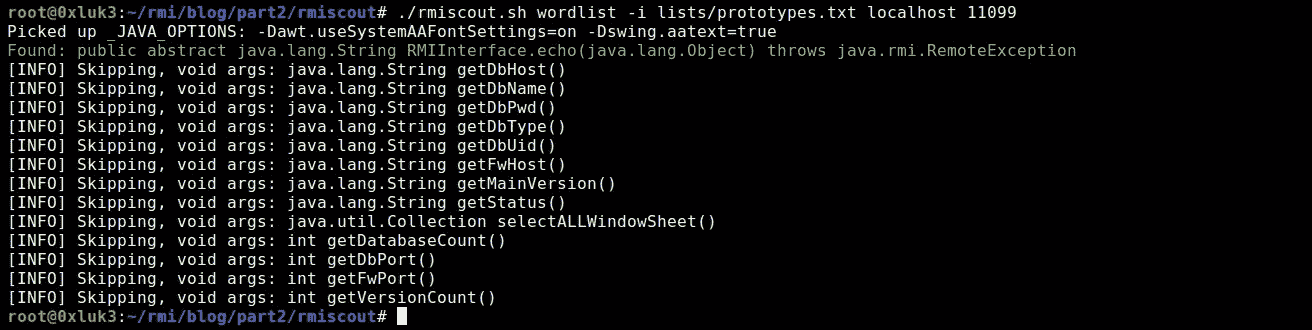 root@0xluk3:~/rmi/blog/part2/rmiscout# ./rmiscout.sh wordlist -i lists/prototypes.txt localhost 11099
Picked up _JAVA_OPTIONS: -Dawt.useSystemAAFontSettings=on -Dswing.aatext=true
Found: public abstract java.lang.String RMIInterface.echo(java.lang.Object) throws java.rmi.RemoteException
[INFO] Skipping, void args: java.lang.String getDbHost()
[INFO] Skipping, void args: java.lang.String getDbName()
[INFO] Skipping, void args: java.lang.String getDbPwd()
[INFO] Skipping, void args: java.lang.String getDbType()
[INFO] Skipping, void args: java.lang.String getDbUid()
[INFO] Skipping, void args: java.lang.String getFwHost()
[INFO] Skipping, void args: java.lang.String getMainVersion()
[INFO] Skipping, void args: java.lang.String getStatus()
[INFO] Skipping, void args: java.util.Collection selectALLWindowSheet()
[INFO] Skipping, void args: int getDatabaseCount()
[INFO] Skipping, void args: int getDbPort()
[INFO] Skipping, void args: int getFwPort()
[INFO] Skipping, void args: int getVersionCount()
root@0xluk3:~/rmi/blog/part2/rmiscout#